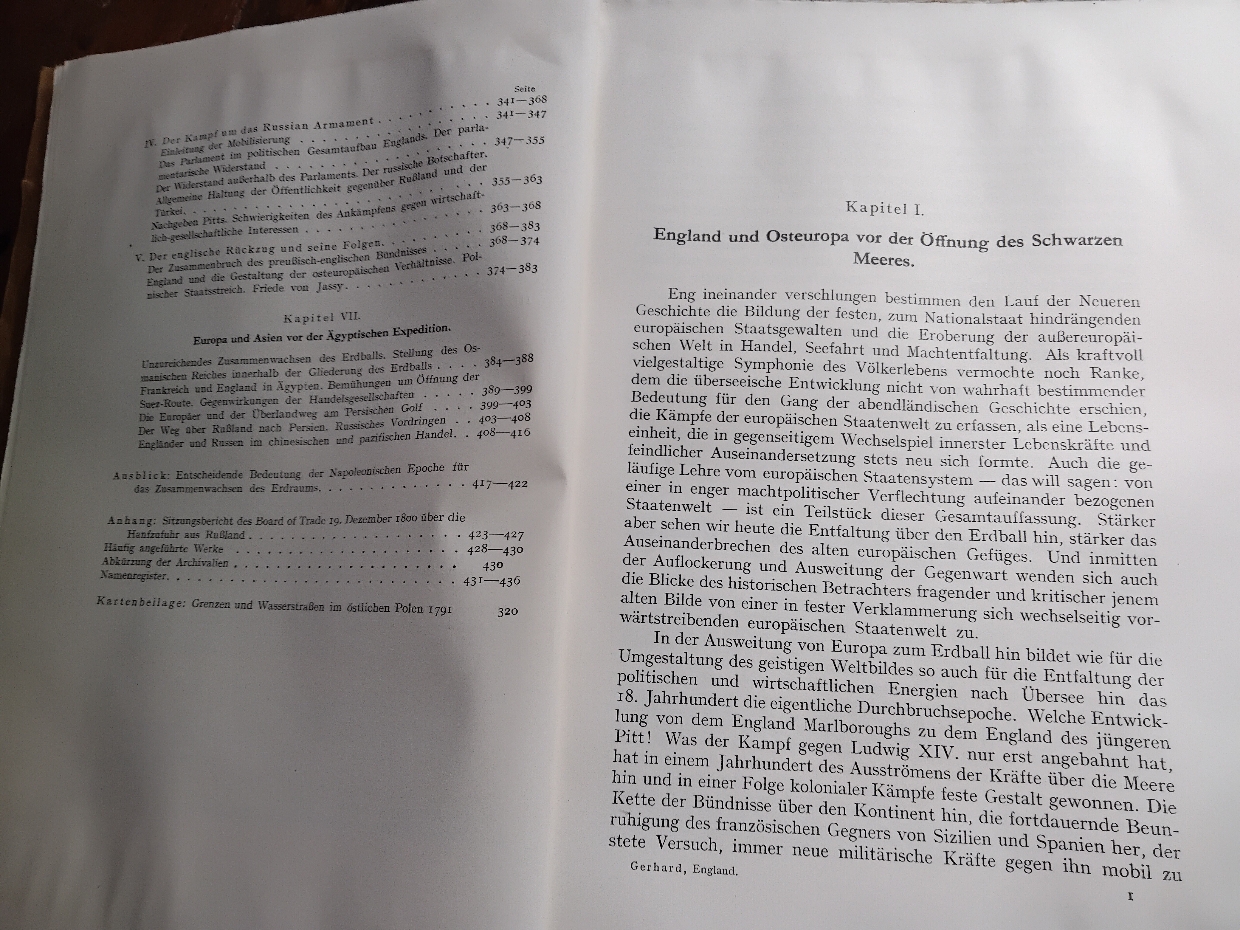 Seite
IV. Der Kampf um das Russian Armament . . . . . . . . . . . . 341—368
Einleitung der Mobilisierung . . . . . . . . . . . . . . . 341—347
Das Parlament im politischen Gesamtaufbau Englands. Der parla-
mentarische Widerstand . . . . . . . . . . . . . . . . 347—355
Der Widerstand außerhalb des Parlaments. Der russische Botschafter.
Allgemeine Haltung der Öffentlichkeit gegenüber Rußland und der
Türkei. . . . . . . . . . . . . . . . . . . . . . . . 355—363
Nachgeben Pitts. Schwierigkeiten des Ankämpfens gegen wirtschaft-
lich-gesellschaftliche Interessen . . . . . . . . . . . . . 363—368
V. Der englische Rückzug und seine Folgen. . . . . . . . . . 368—383
Der Zusammenbruch des preußisch-englischen Bündnisses . . . . . 368—374
England und die Gestaltung der osteuropäischen Verhältnisse. Pol-
nischer Staatsstreich. Friede von Jassy. . . . . . . . . . . . 374—383
Kapitel VII.
Europa und Asien vor der Ägyptischen Expedition.
Unzureichendes Zusammenwachsen des Erdballs. Stellung des Os-
manischen Reiches innerhalb der Gliederung des Erdballs . . . . 384—388
Frankreich und England in Ägypten. Bemühungen um Öffnung der
Suez-Route. Gegenwirkungen der Handelsgesellschaften . . . . . 389—399
Die Europäer und der Überlandweg am Persischen Golf . . . . 399—403
Der Weg über Rußland nach Persien. Russisches Vordringen . . 403—408
Engländer und Russen im chinesischen und pazifischen Handel. . 408—416
Ausblick: Entscheidende Bedeutung der Napoleonischen Epoche für
das Zusammenwachsen des Erdraums. . . . . . . . . . . . . 417—422
Anhang: Sitzungsbericht des Board of Trade 19. Dezember 1800 über die
Hanfzufuhr aus Rußland . . . . . . . . . . . . . . . . . . 423—427
Häufig angeführte Werke . . . . . . . . . . . . . . . . . . . 428—430
Abkürzung der Archivalien . . . . . . . . . . . . . . . . . . 430
Namenregister. . . . . . . . . . . . . . . . . . . . . . . . 431—436
Kartenbeilage: Grenzen und Wasserstraßen im östlichen Polen 1791 320
Kapitel I.
England und Osteuropa vor der Öffnung des Schwarzen
Meeres.
Eng ineinander verschlungen bestimmen den Lauf der Neueren
Geschichte die Bildung der festen, zum Nationalstaat hindrängenden
europäischen Staatsgewalten und die Eroberung der außereuropäi-
schen Welt in Handel, Seefahrt und Machtentfaltung. Als kraftvoll
vielgestaltige Symphonie des Völkerlebens vermochte noch Ranke,
dem die überseeische Entwicklung nicht von wahrhaft bestimmender
Bedeutung für den Gang der abendländischen Geschichte erschien,
die Kämpfe der europäischen Staatenwelt zu erfassen, als eine Lebens-
einheit, die in gegenseitigem Wechselspiel innerster Lebenskräfte und
feindlicher Auseinandersetzung stets neu sich formte. Auch die ge-
läufige Lehre vom europäischen Staatensystem — das will sagen: von
einer in enger machtpolitischer Verflechtung aufeinander bezogenen
Staatenwelt — ist ein Teilstück dieser Gesamtauffassung. Stärker
aber sehen wir heute die Entfaltung über den Erdball hin, stärker das
Auseinanderbrechen des alten europäischen Gefüges. Und inmitten
der Auflockerung und Ausweitung der Gegenwart wenden sich auch
die Blicke des historischen Betrachters fragender und kritischer jenem
alten Bilde von einer in fester Verklammerung sich wechselseitig vor-
wärtstreibenden europäischen Staatenwelt zu.
In der Ausweitung von Europa zum Erdball hin bildet wie für die
Umgestaltung des geistigen Weltbildes so auch für die Entfaltung der
politischen und wirtschaftlichen Energien nach Übersee hin das
18. Jahrhundert die eigentliche Durchbruchsepoche. Welche Entwick-
lung von dem England Marlboroughs zu dem England des jüngeren
Pitt! Was der Kampf gegen Ludwig XIV. nur erst angebahnt hat,
hat in einem Jahrhundert des Ausströmens der Kräfte über die Meere
hin und in einer Folge kolonialer Kämpfe feste Gestalt gewonnen. Die
Kette der Bündnisse über den Kontinent hin, die fortdauernde Beun-
ruhigung des französischen Gegners von Sizilien und Spanien her, der
stete Versuch, immer neue militärische Kräfte gegen ihn mobil zu
Gerhard, England.
1